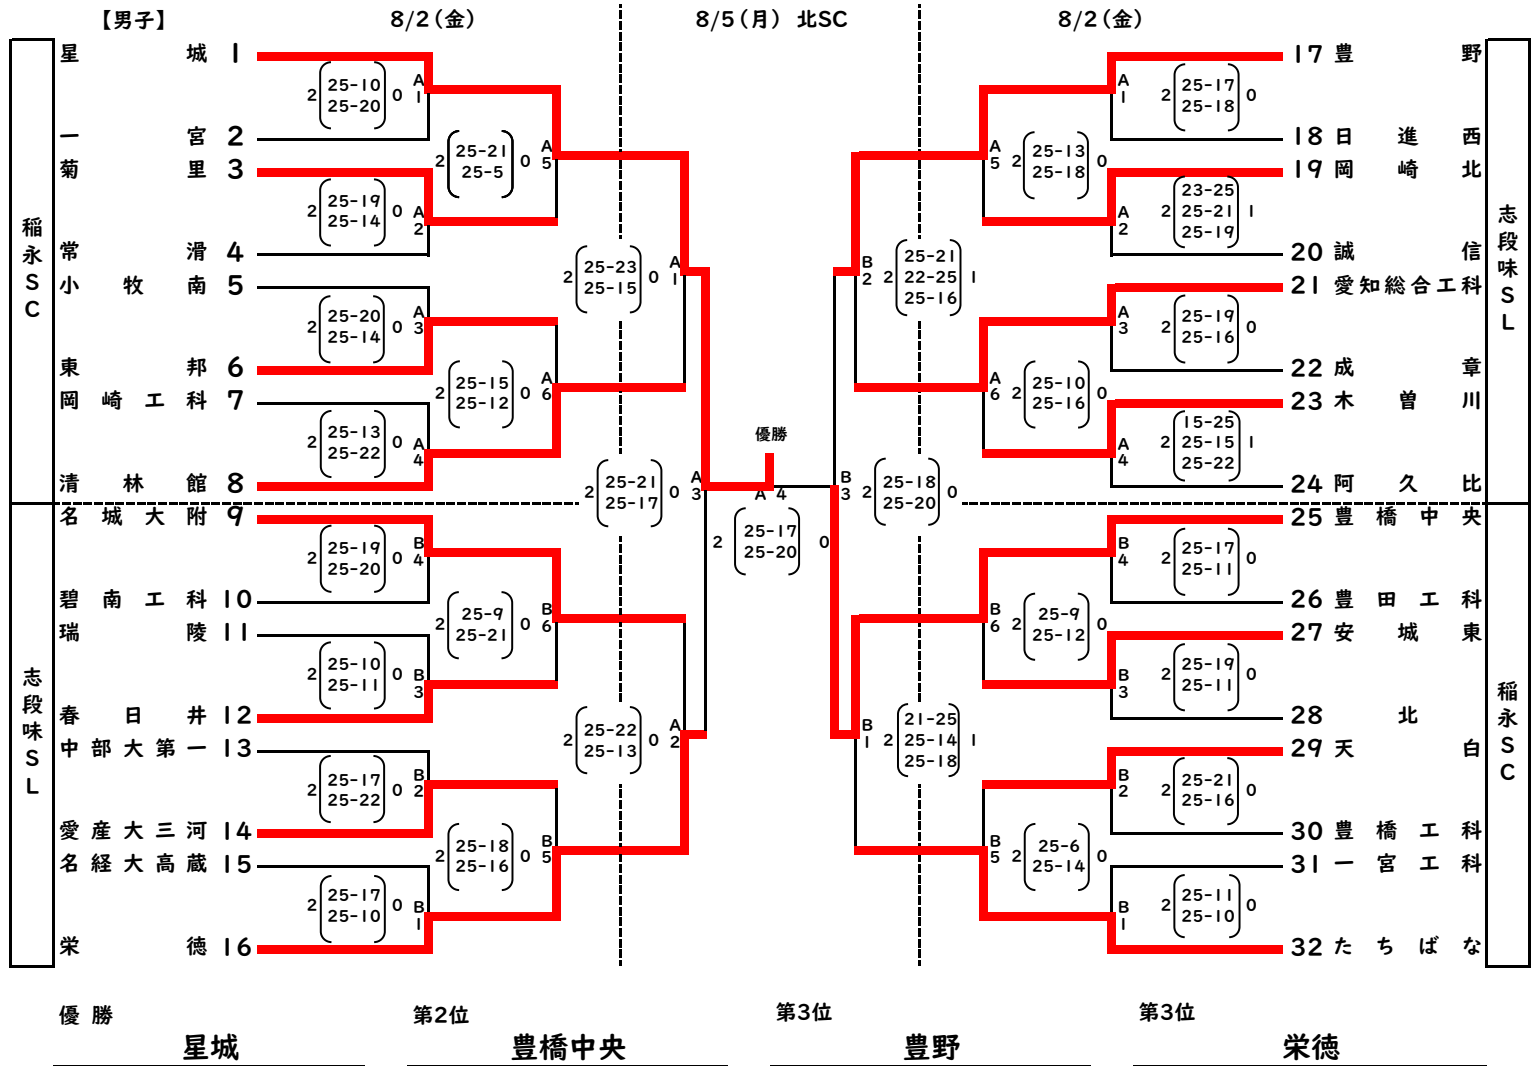 【男子】 8/2(金) 8/5(月) 北SC 8/2(金)
稲永SC
志段味SL
志段味SL
稲永SC
星城 1
25-10
25-20
2 0 A1
一宮 2
菊里 3
25-19
25-14
2 0 A2
常滑 4
小牧南 5
25-20
25-14
2 0 A3
東邦 6
岡崎工科 7
25-13
25-22
2 0 A4
清林館 8
名城大附 9
25-19
25-20
2 0 B4
碧南工科 10
瑞陵 11
25-10
25-11
2 0 B3
春日井 12
中部大第一 13
25-17
25-22
2 0 B2
愛産大三河 14
名経大高蔵 15
25-17
25-10
2 0 B1
栄徳 16
25-21
25-5
2 0 A5
25-15
25-12
2 0 A6
25-9
25-21
2 0 B6
25-18
25-16
2 0 B5
25-23
25-15
2 0 A1
25-22
25-13
2 0 A2
25-21
25-17
2 0 A3
優勝
A 4
25-17
25-20
2 0
B3
25-18
25-20
2 0
B2
25-21
22-25
25-16
2 1
B1
21-25
25-14
25-18
2 1
A5
25-13
25-18
2 0
A6
25-10
25-16
2 0
B6
25-9
25-12
2 0
B5
25-6
25-14
2 0
17 豊野
A1
25-17
25-18
2 0
18 日進西
19 岡崎北
A2
23-25
25-21
25-19
2 1
20 誠信
21 愛知総合工科
A3
25-19
25-16
2 0
22 成章
23 木曽川
A4
15-25
25-15
25-22
2 1
24 阿久比
25 豊橋中央
B4
25-17
25-11
2 0
26 豊田工科
27 安城東
B3
25-19
25-11
2 0
28 北
29 天白
B2
25-21
25-16
2 0
30 豊橋工科
31 一宮工科
B1
25-11
25-10
2 0
32 たちばな
優勝 第2位 第3位 第3位
星城 豊橋中央 豊野 栄徳